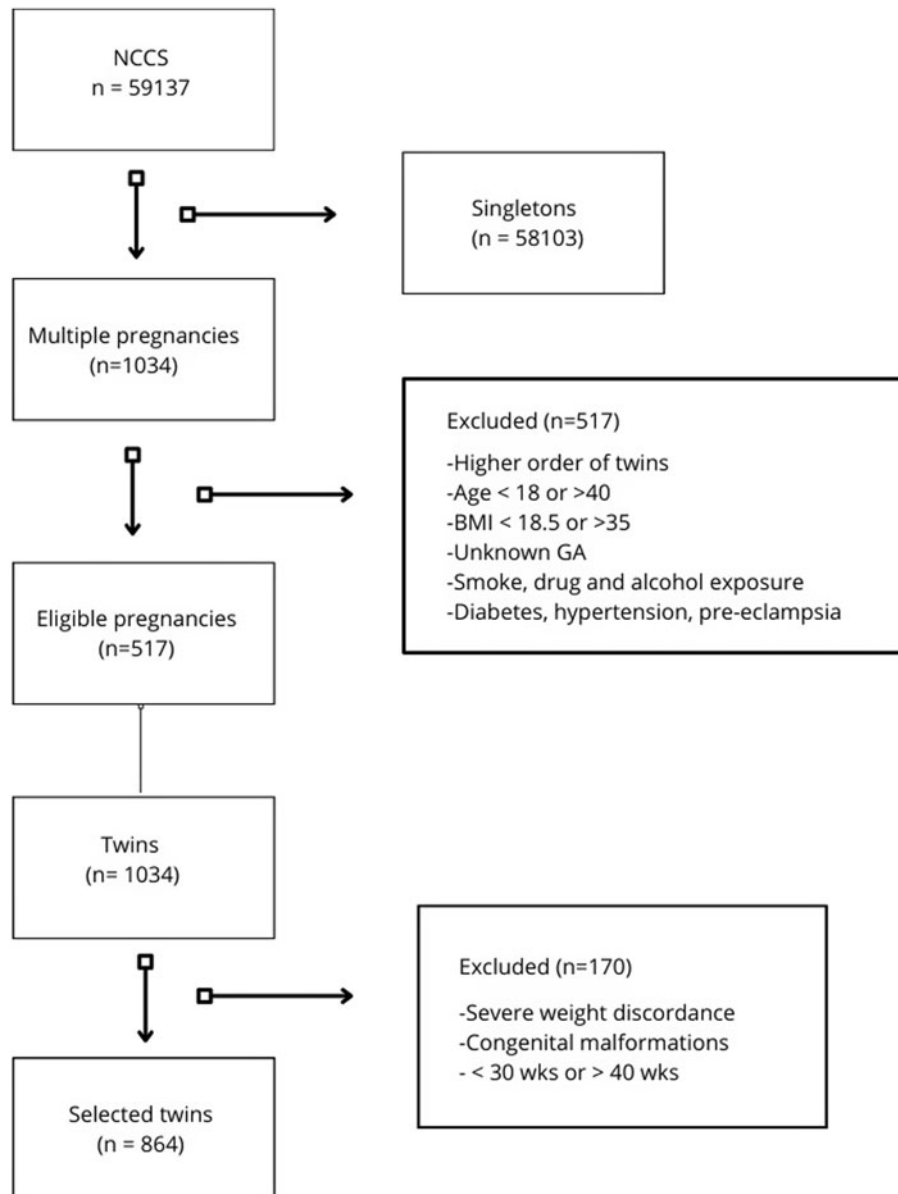 NCCS
n = 59137
Singletons
(n = 58103)
Multiple pregnancies
(n=1034)
Excluded (n=517)
-Higher order of twins
-Age < 18 or >40
-BMI < 18.5 or >35
-Unknown GA
-Smoke, drug and alcohol exposure
-Diabetes, hypertension, pre-eclampsia
Eligible pregnancies
(n=517)
Twins
(n= 1034)
Excluded (n=170)
-Severe weight discordance
-Congenital malformations
- < 30 wks or > 40 wks
Selected twins
(n = 864)